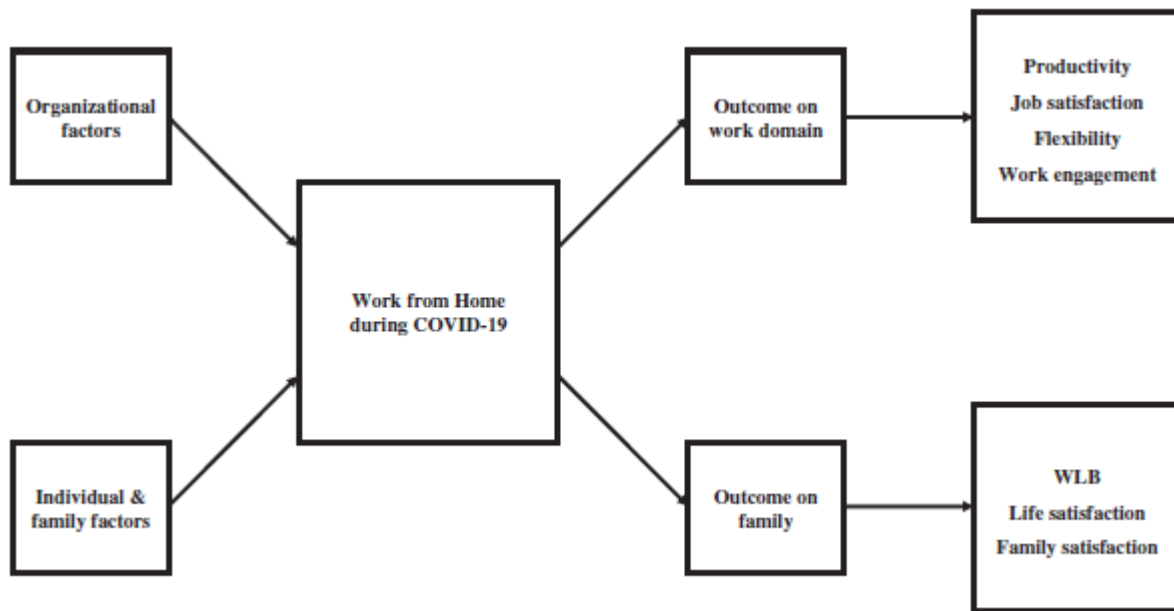 Organizational
factors
Individual &
family factors
Work from Home
during COVID-19
Outcome on
work domain
Outcome on
family
Productivity
Job satisfaction
Flexibility
Work engagement
WLB
Life satisfaction
Family satisfaction